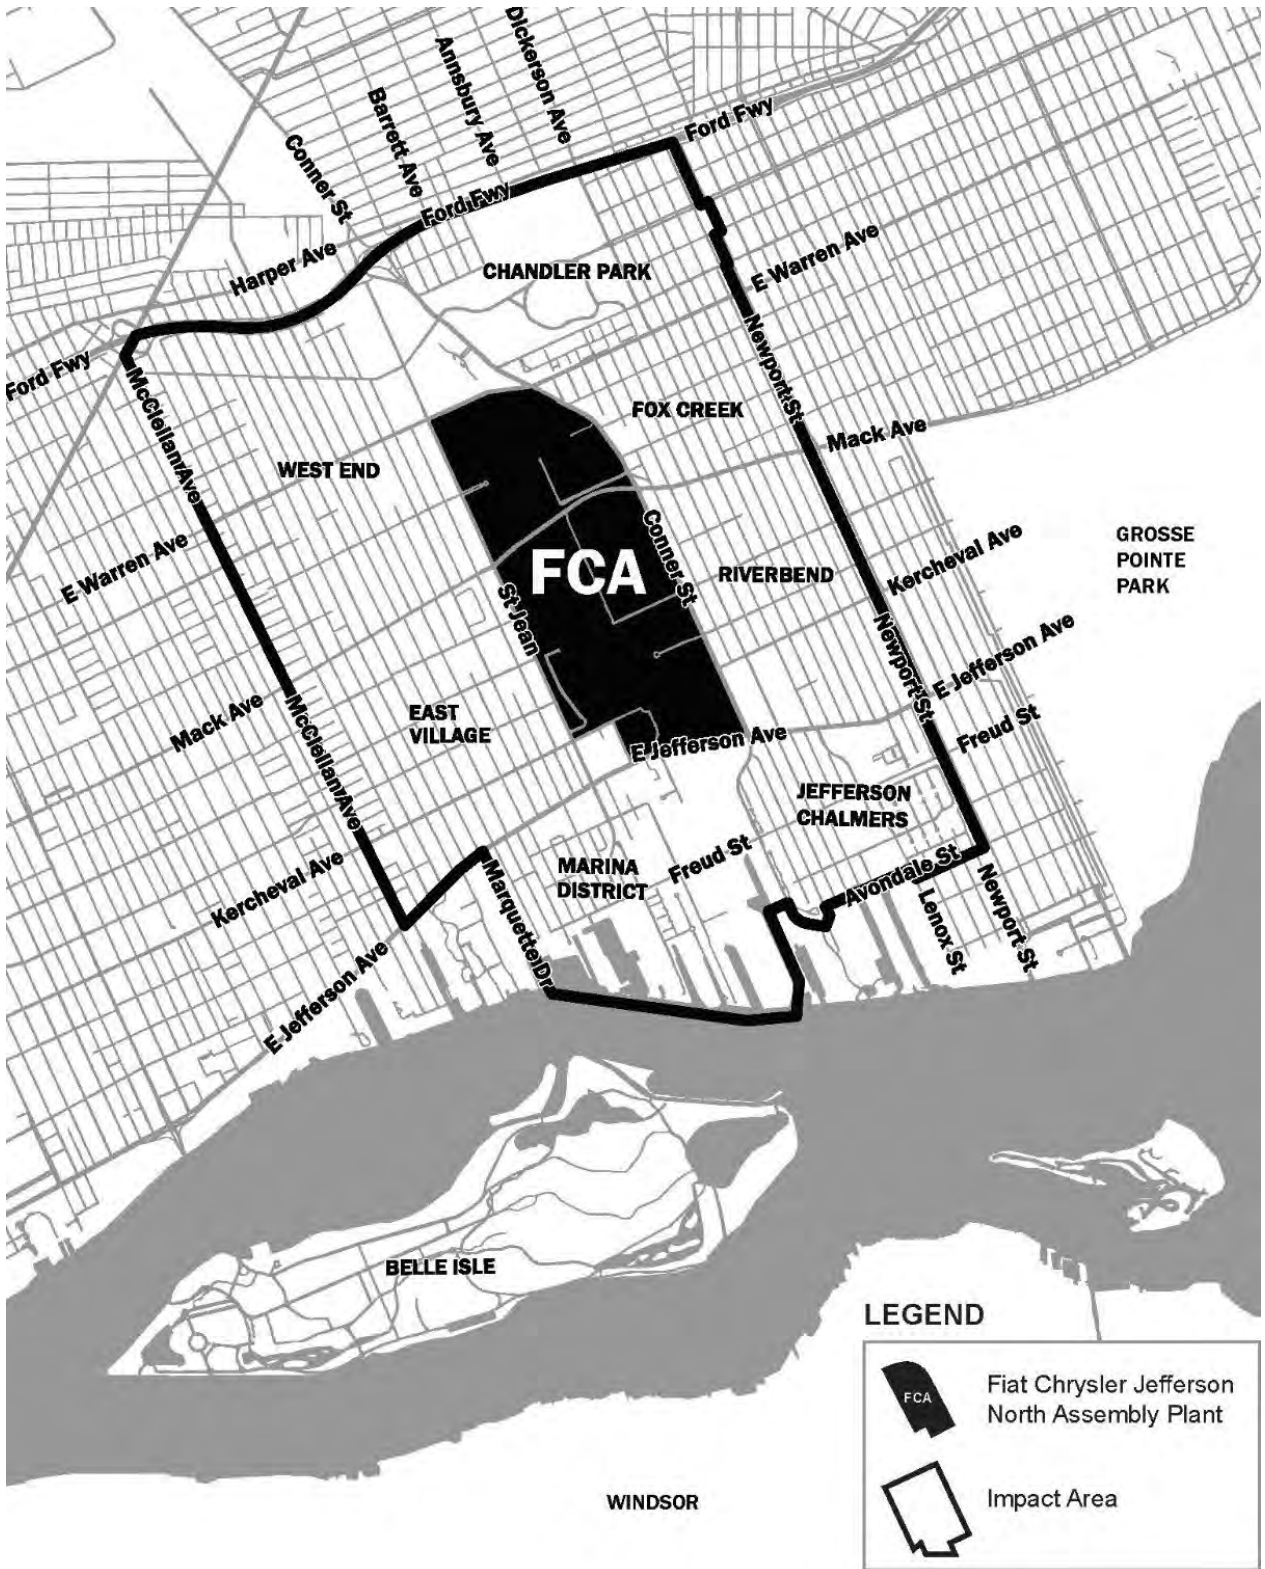 Dickerson Ave
Annsbury Ave
Barrett Ave
Conner St
Ford Fwy
Ford Fwy
Harper Ave
CHANDLER PARK
E Warren Ave
Ford Fwy
McClellan Ave
Newport St
FOX CREEK
Mack Ave
WEST END
E Warren Ave
FCA
Conner St
St Jean
RIVERBEND
Kercheval Ave
GROSSE
POINTE
PARK
Newport St
E Jefferson Ave
Mack Ave
McClellan Ave
EAST
VILLAGE
E Jefferson Ave
Freud St
JEFFERSON
CHALMERS
Kercheval Ave
MARINA
DISTRICT
Freud St
Avondale St
Marquette Dr
Lenox St
Newport St
E Jefferson Ave
BELLE ISLE
WINDSOR
LEGEND
FCA
Fiat Chrysler Jefferson
North Assembly Plant
Impact Area